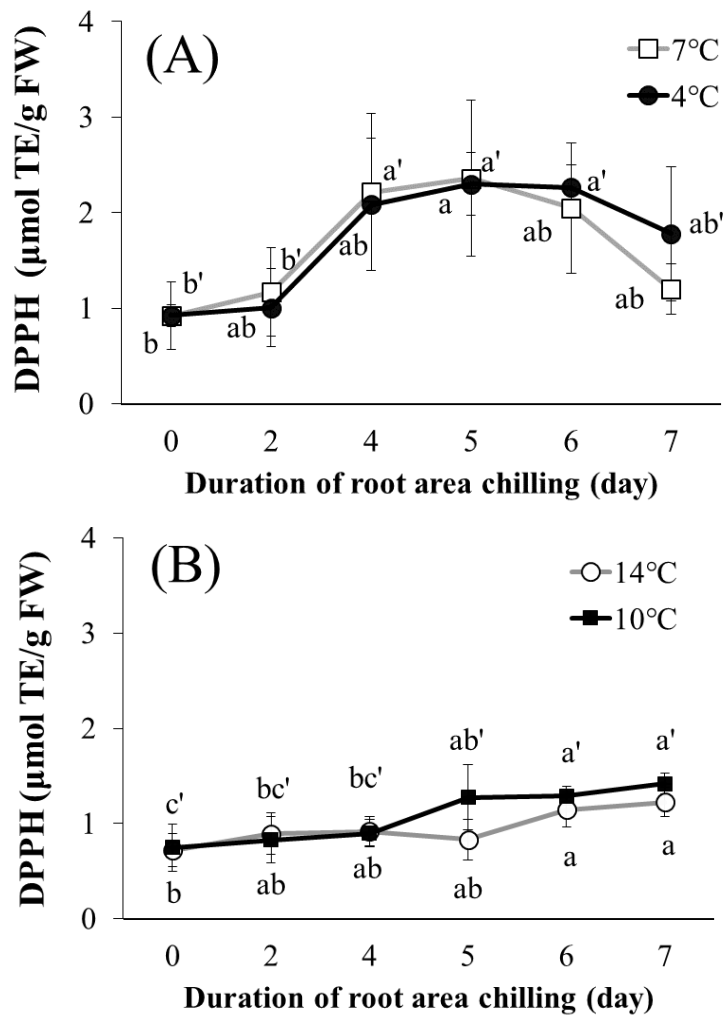 (A)
7°C
4°C
DPPH (μmol TE/g FW)
4
3
2
1
0
b'
b'
a'
a'
a'
ab'
b
ab
ab
a
ab
ab
0 2 4 5 6 7
Duration of root area chilling (day)
(B)
14°C
10°C
DPPH (μmol TE/g FW)
4
3
2
1
0
c'
bc'
bc'
ab'
a'
a'
b
ab
ab
ab
a
a
0 2 4 5 6 7
Duration of root area chilling (day)